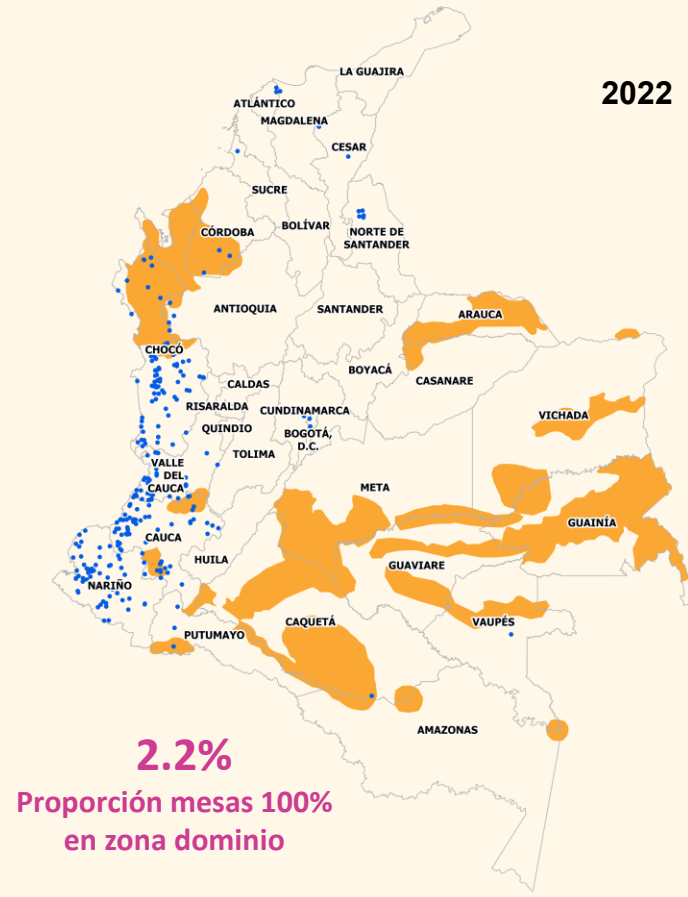 LA GUAJIRA
2022
ATLÁNTICO
MAGDALENA
CESAR
SUCRE
BOLÍVAR
CÓRDOBA
NORTE DE
SANTANDER
ANTIOQUIA
SANTANDER
ARAUCA
CHOCÓ
BOYACÁ
CASANARE
CALDAS
RISARALDA
CUNDINAMARCA
VICHADA
QUINDIO
BOGOTÁ,
D.C.
TOLIMA
VALLE
DEL
CAUCA
META
GUAINÍA
CAUCA
HUILA
GUAVIARE
NARIÑO
CAQUETÁ
VAUPÉS
PUTUMAYO
AMAZONAS
2.2%
Proporción mesas 100%
en zona dominio